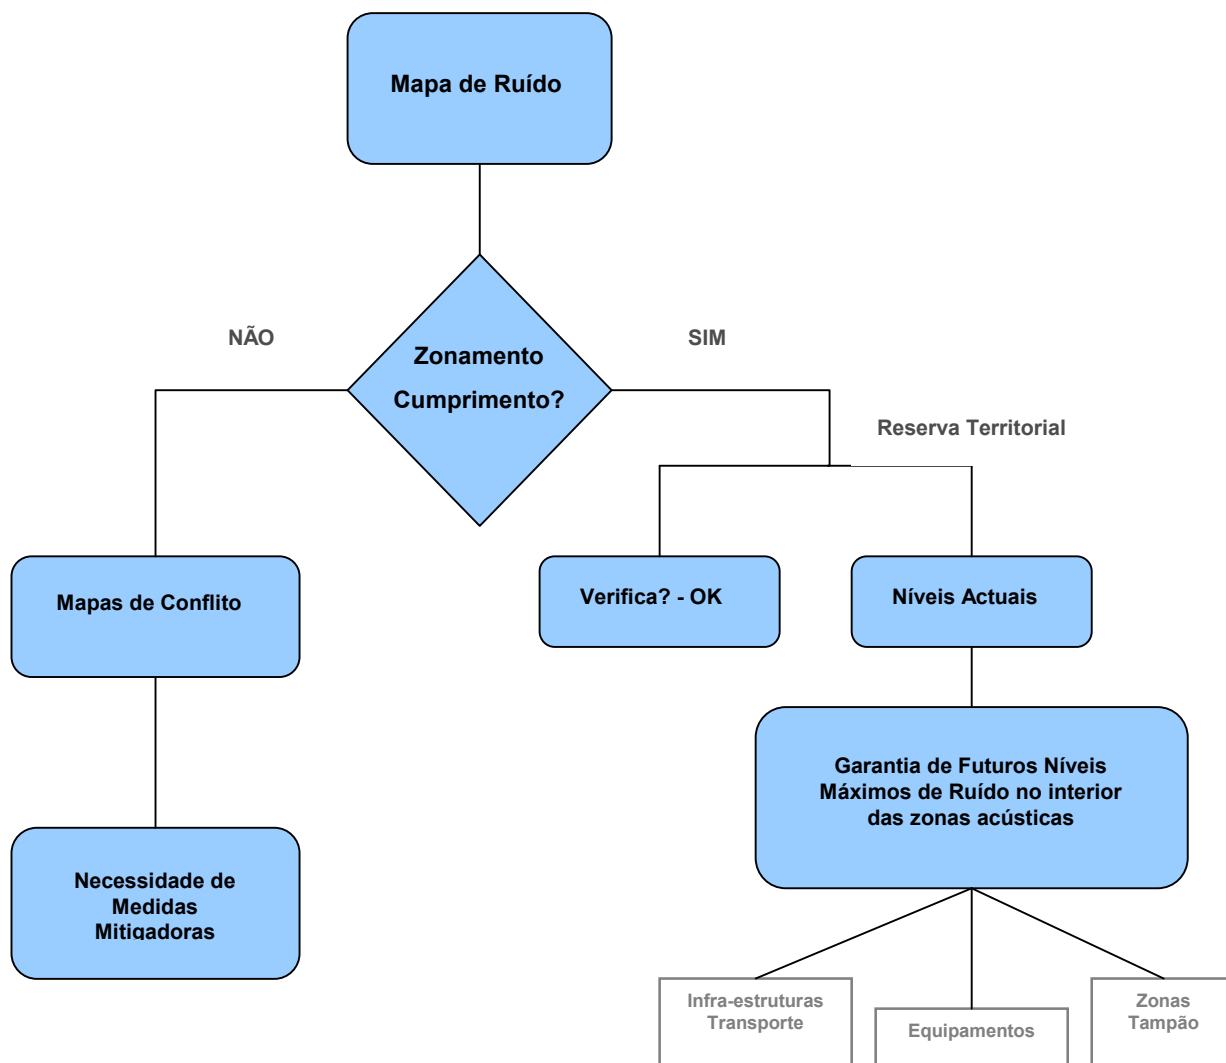 Mapa de Ruído
NÃO
SIM
Zonamento
Cumprimento?
Reserva Territorial
Mapas de Conflito
Verifica? - OK
Níveis Actuais
Garantia de Futuros Níveis
Máximos de Ruído no interior
das zonas acústicas
Necessidade de
Medidas
Mitigadoras
Infra-estruturas
Transporte
Equipamentos
Zonas
Tampão